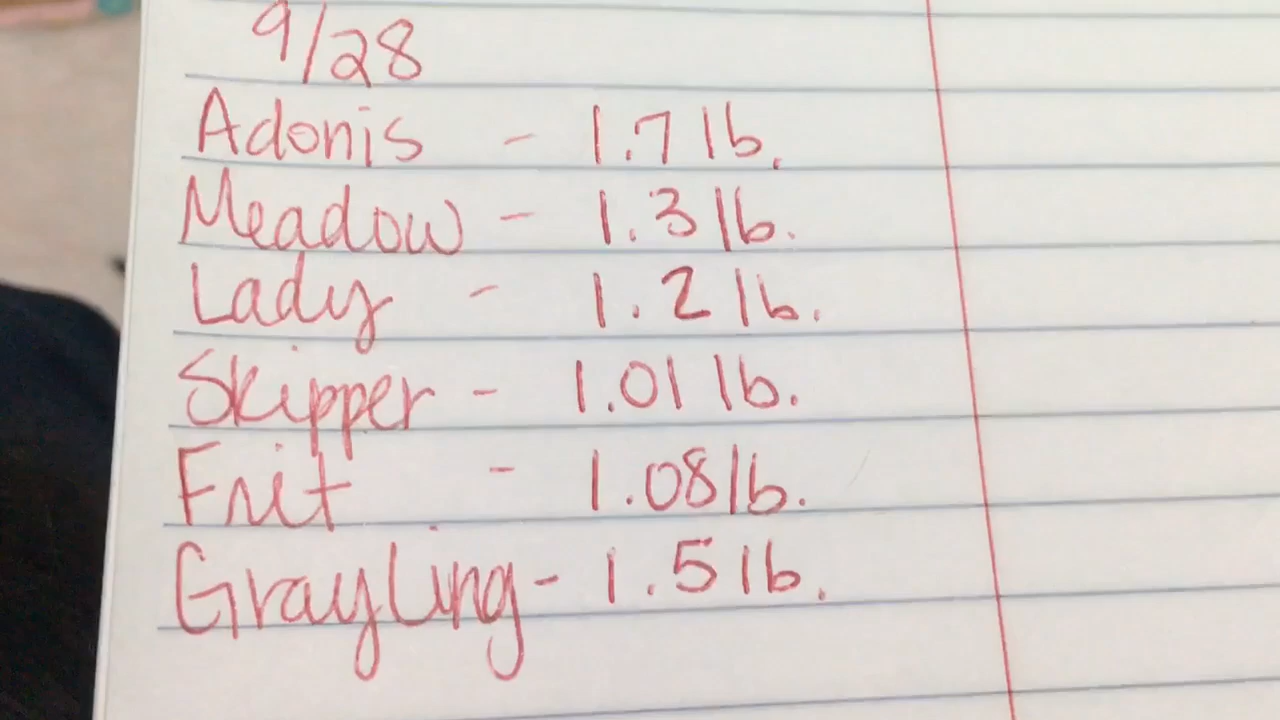 9/28
Adonis - 1.7 lb.
Meadow - 1.3 lb.
Lady - 1.2 lb.
Skipper - 1.01 lb.
Frit - 1.08 lb.
Grayling - 1.5 lb.